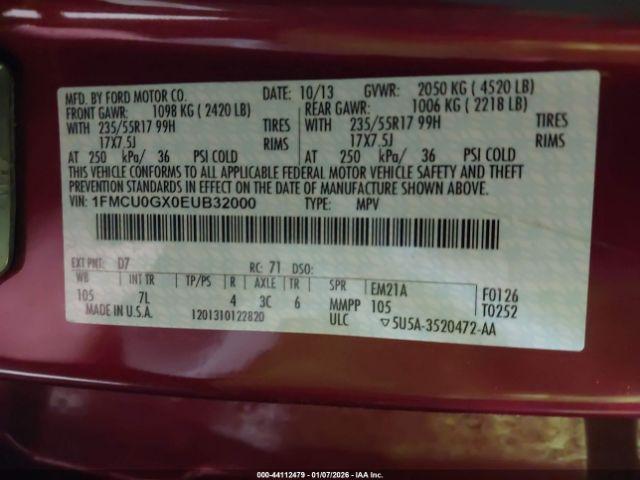 MFD. BY FORD MOTOR CO. DATE: 10/13 GVWR: 2050 KG ( 4520 LB)
FRONT GAWR: 1098 KG ( 2420 LB) REAR GAWR: 1006 KG ( 2218 LB)
WITH 235/55R17 99H TIRES WITH 235/55R17 99H TIRES
17X7.5J RIMS 17X7.5J RIMS
AT 250 kPa/ 36 PSI COLD AT 250 kPa/ 36 PSI COLD
THIS VEHICLE CONFORMS TO ALL APPLICABLE FEDERAL MOTOR VEHICLE SAFETY AND THEFT
PREVENTION STANDARDS IN EFFECT ON THE DATE OF MANUFACTURE SHOWN ABOVE.
VIN: 1FMCU0GX0EUB32000 TYPE: MPV
EXT PNT: D7 RC: 71 DSO:
WB INT TR TP/PS R AXLE TR SPR EM21A F0126
105 7L 4 3C 6 MMPP 105 T0252
MADE IN U.S.A. 1201310122820 ULC ▽5U5A-3520472-AA
000-44112479 — 01/07/2026 — IAA Inc.